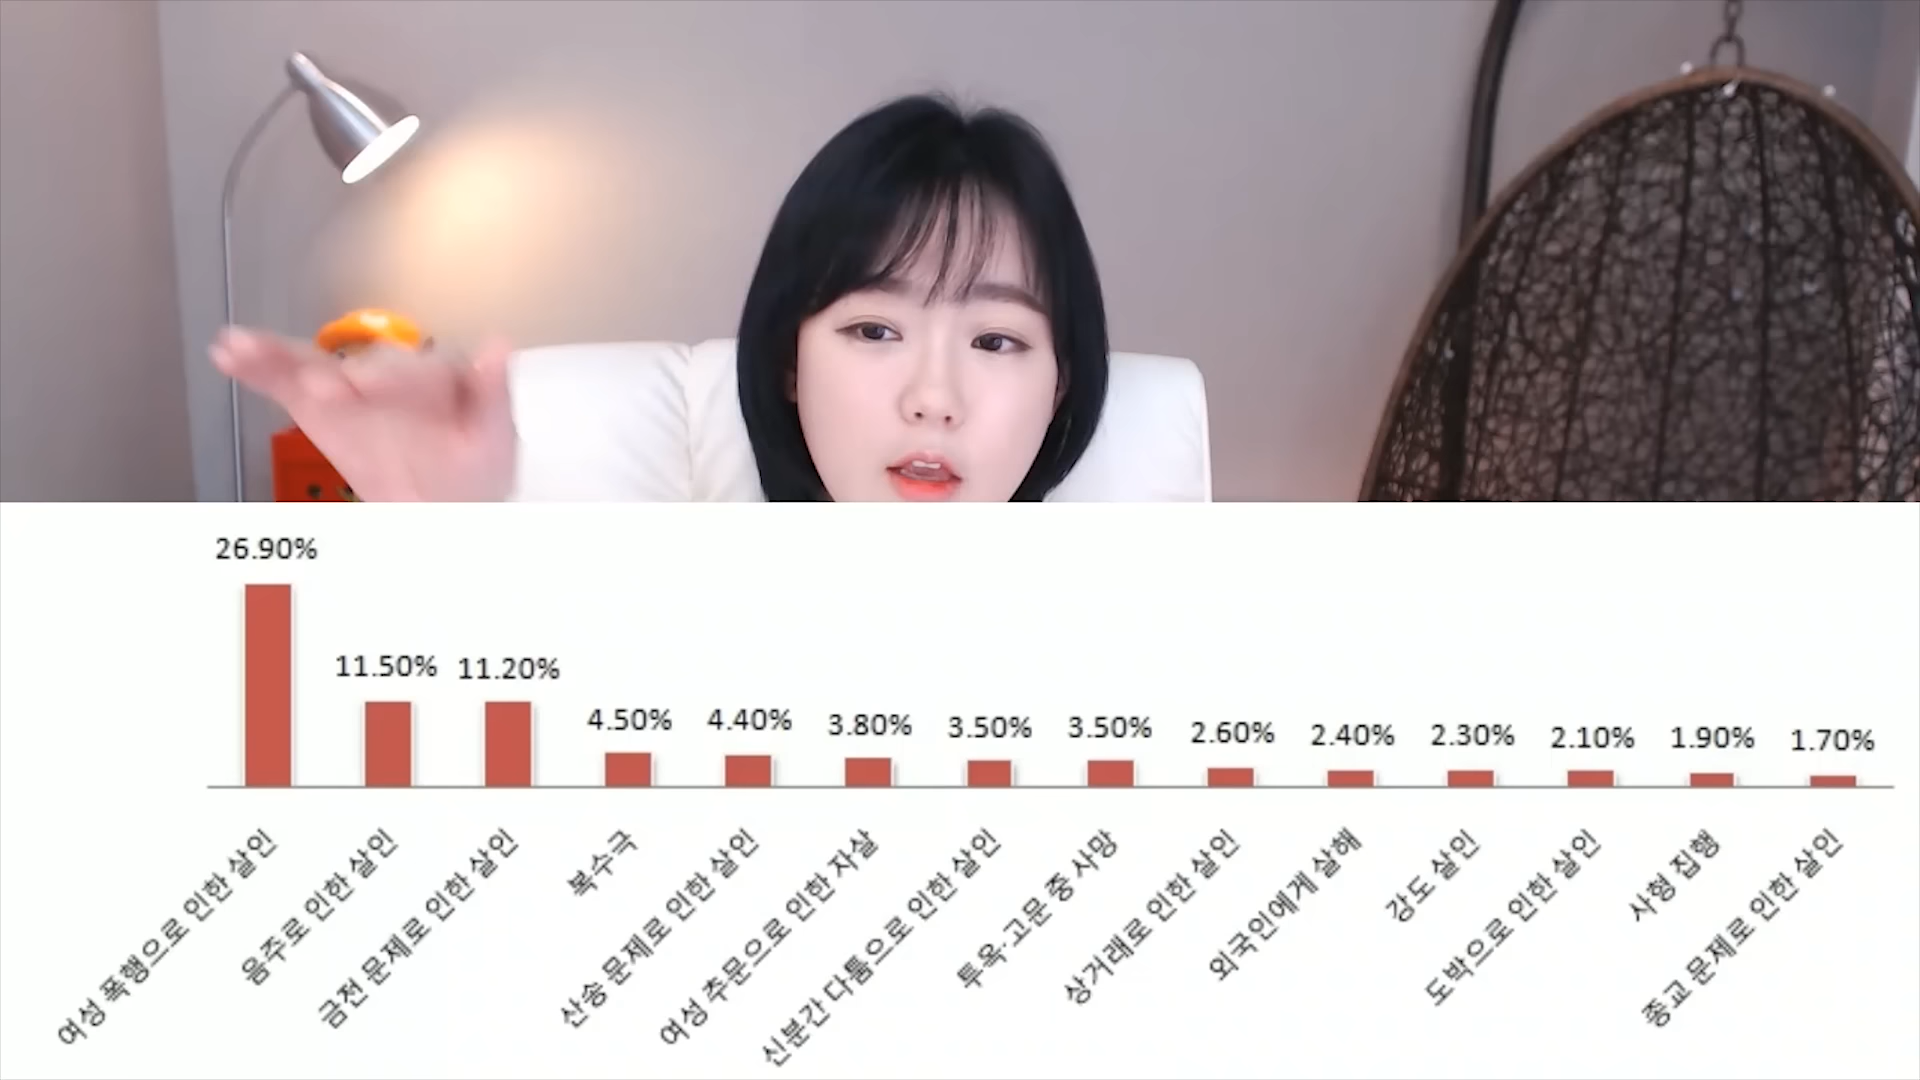 26.90%
11.50%
11.20%
4.50%
4.40%
3.80%
3.50%
3.50%
2.60%
2.40%
2.30%
2.10%
1.90%
1.70%
여성 폭행으로 인한 살인
음주로 인한 살인
금전 문제로 인한 살인
복수극
산송 문제로 인한 살인
여성 추문으로 인한 자살
신분간 다툼으로 인한 살인
투옥·고문 중 사망
상거래로 인한 살인
외국인에게 살해
강도 살인
도박으로 인한 살인
사형 집행
종교 문제로 인한 살인